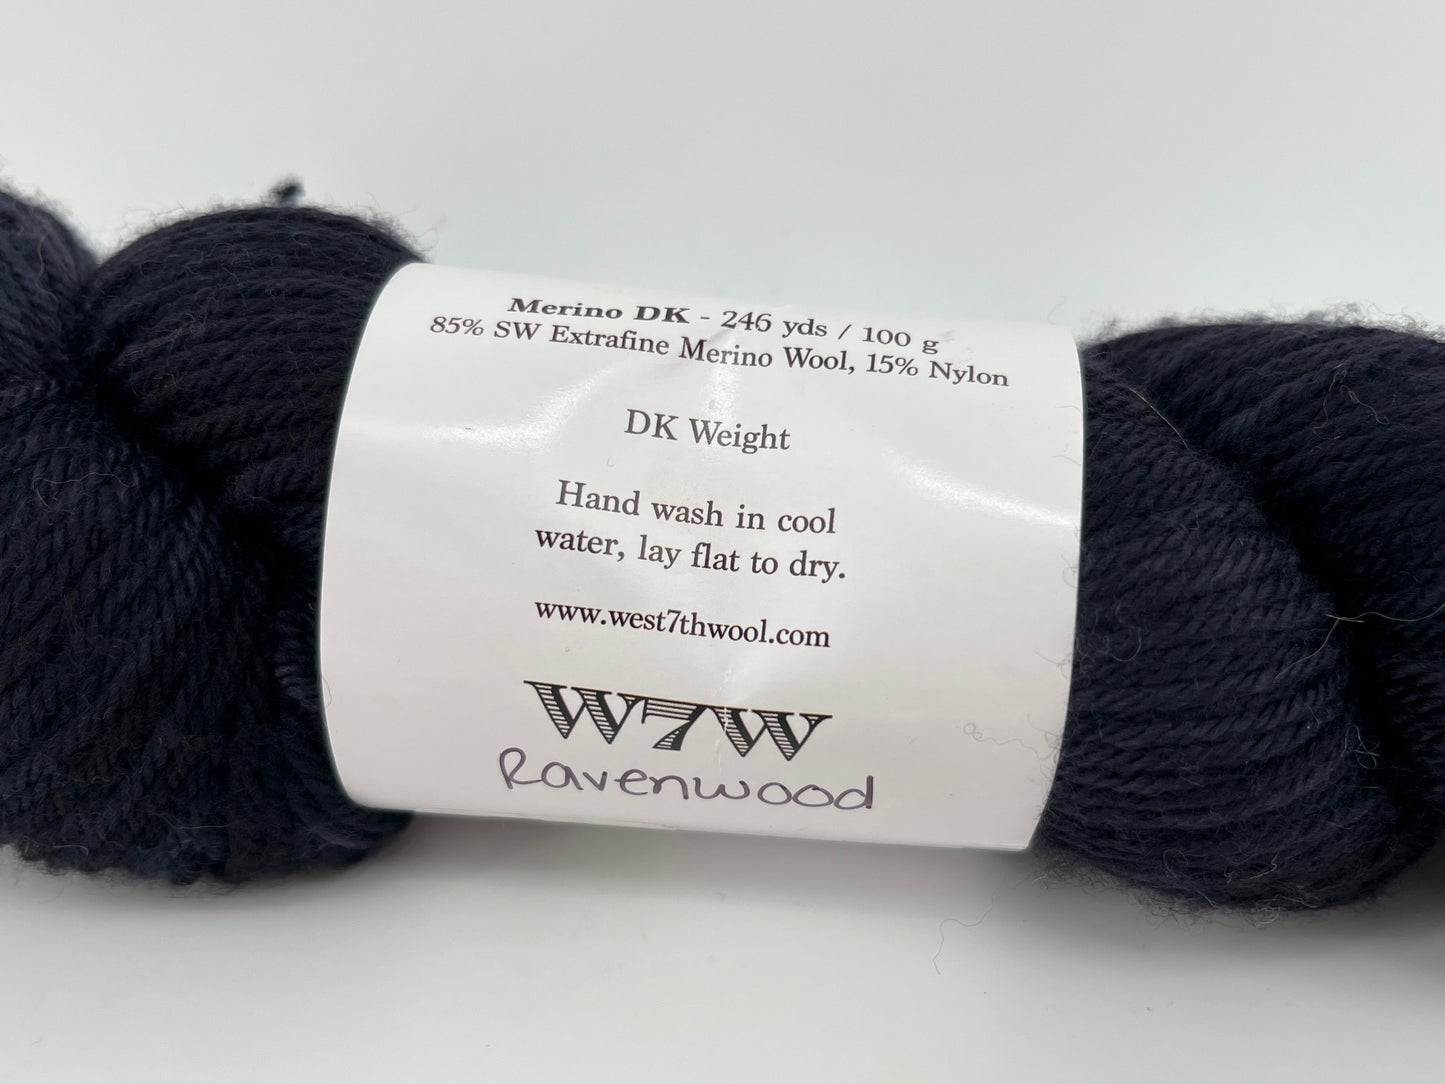 Merino DK - 246 yds / 100 g
85% SW Extrafine Merino Wool, 15% Nylon
DK Weight
Hand wash in cool
water, lay flat to dry.
www.west7thwool.com
W7W
Ravenwood